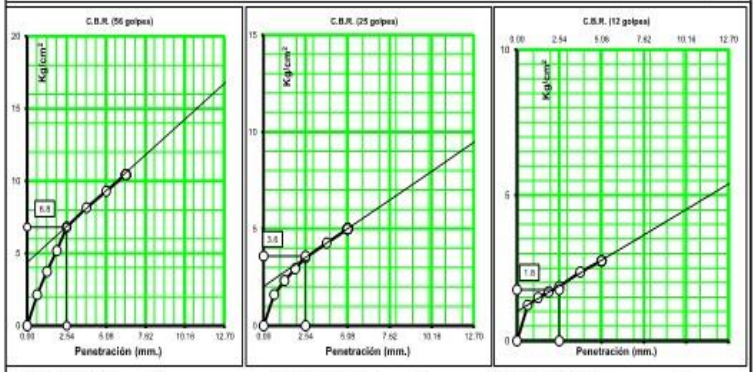 C.B.R. (56 golpes)
20
Kg/cm²
15
10
6.8
5
0
0.00 2.54 5.08 7.62 10.16 12.70
Penetración (mm.)
C.B.R. (25 golpes)
15
Kg/cm²
10
5
3.6
0
0.00 2.54 5.08 7.62 10.16 12.70
Penetración (mm.)
C.B.R. (12 golpes)
0.00 2.54 5.08 7.62 10.16 12.70
10
Kg/cm²
5
1.8
0
Penetración (mm.)